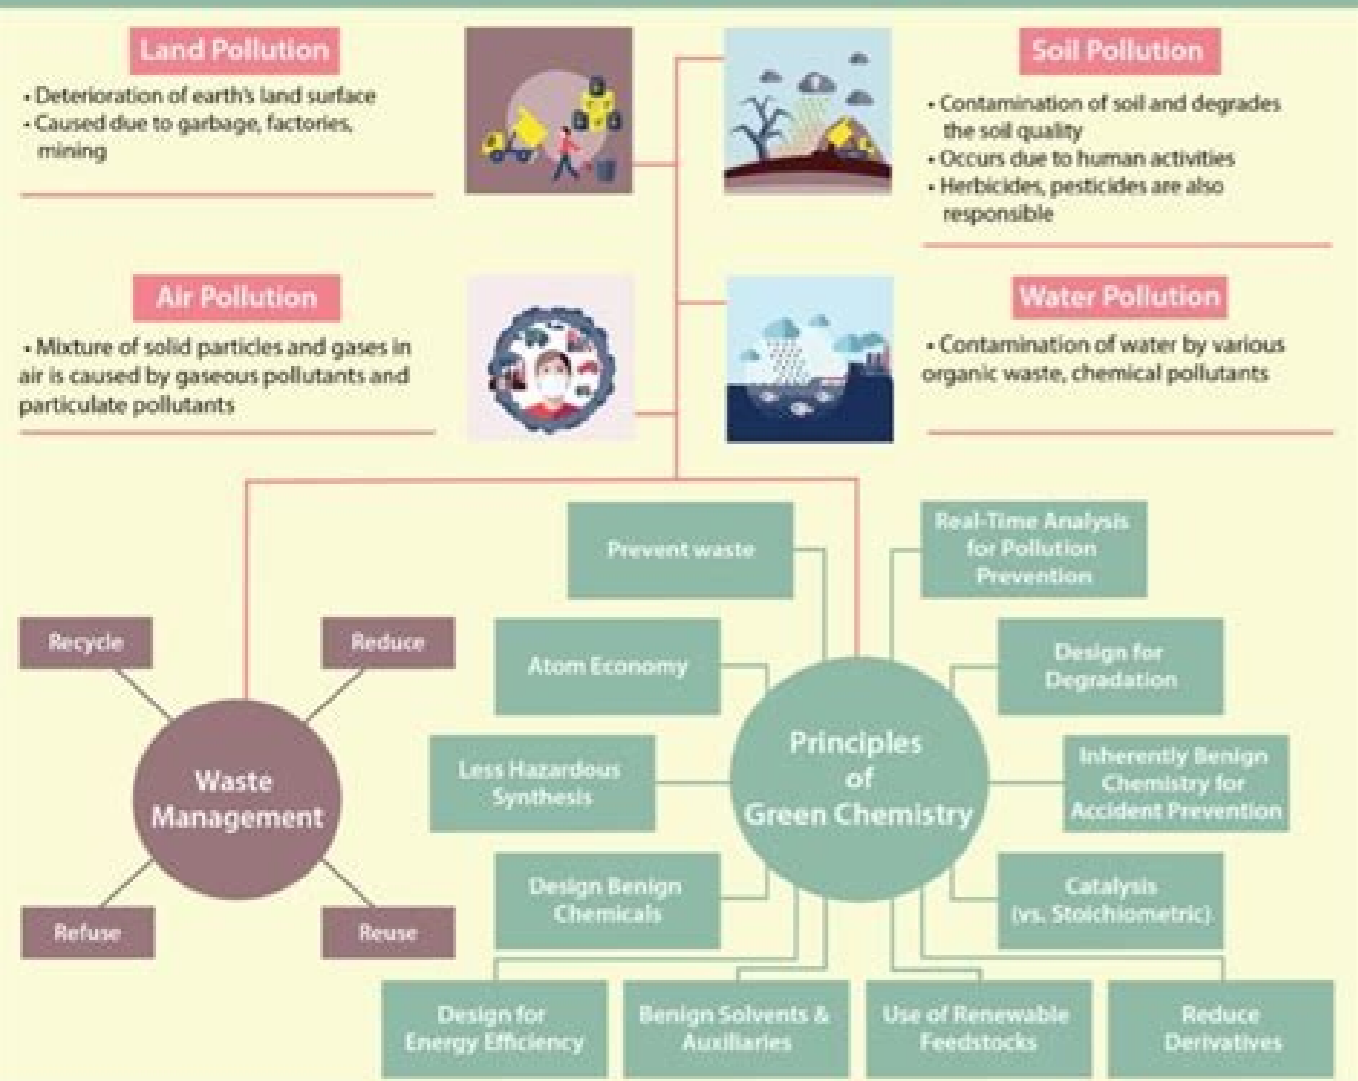 Land Pollution
• Deterioration of earth's land surface
• Caused due to garbage, factories,
mining
Soil Pollution
• Contamination of soil and degrades
the soil quality
• Occurs due to human activities
• Herbicides, pesticides are also
responsible
Air Pollution
• Mixture of solid particles and gases in
air is caused by gaseous pollutants and
particulate pollutants
Water Pollution
• Contamination of water by various
organic waste, chemical pollutants
Recycle
Reduce
Waste
Management
Refuse
Reuse
Prevent waste
Real-Time Analysis
for Pollution
Prevention
Atom Economy
Design for
Degradation
Less Hazardous
Synthesis
Principles
of
Green Chemistry
Inherently Benign
Chemistry for
Accident Prevention
Design Benign
Chemicals
Catalysis
(vs. Stoichiometric)
Design for
Energy Efficiency
Benign Solvents &
Auxiliaries
Use of Renewable
Feedstocks
Reduce
Derivatives